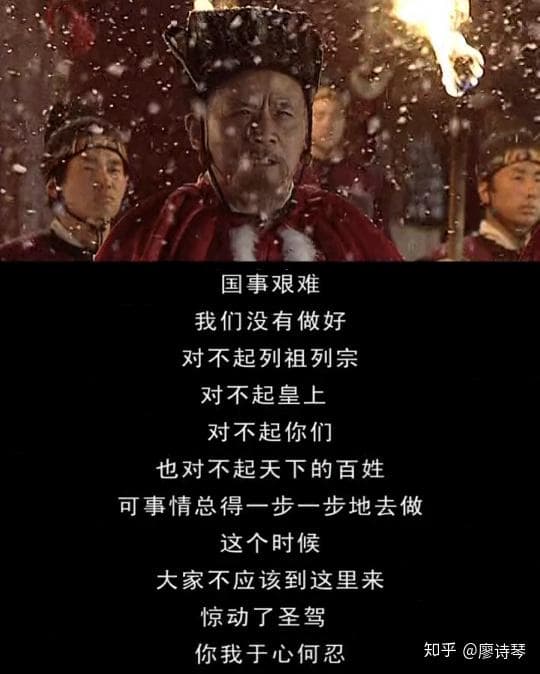 国事艰难
我们没有做好
对不起列祖列宗
对不起皇上
对不起你们
也对不起天下的百姓
可事情总得一步一步地去做
这个时候
大家不应该到这里来
惊动了圣驾
你我于心何忍
知乎 @廖诗琴